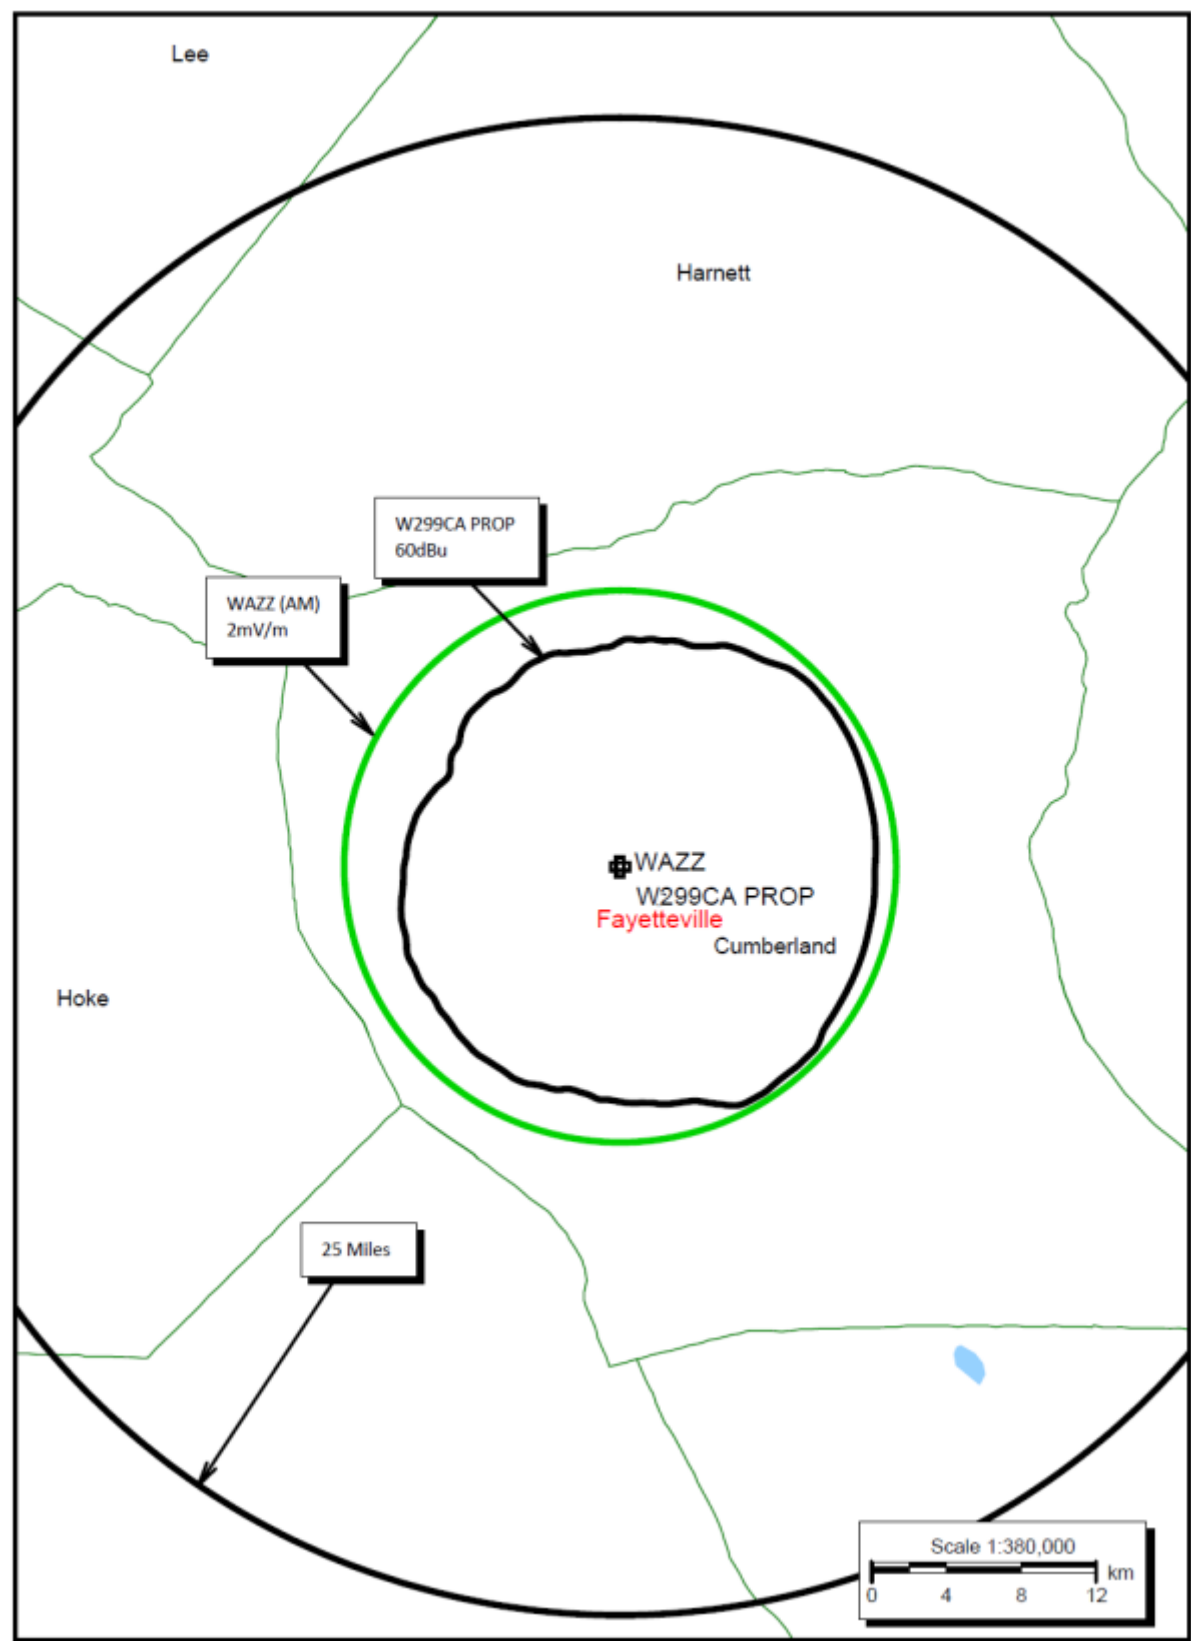 Lee
Harnett
W299CA PROP
60dBu
WAZZ (AM)
2mV/m
WAZZ
W299CA PROP
Fayetteville
Cumberland
Hoke
25 Miles
Scale 1:380,000
km
0 4 8 12